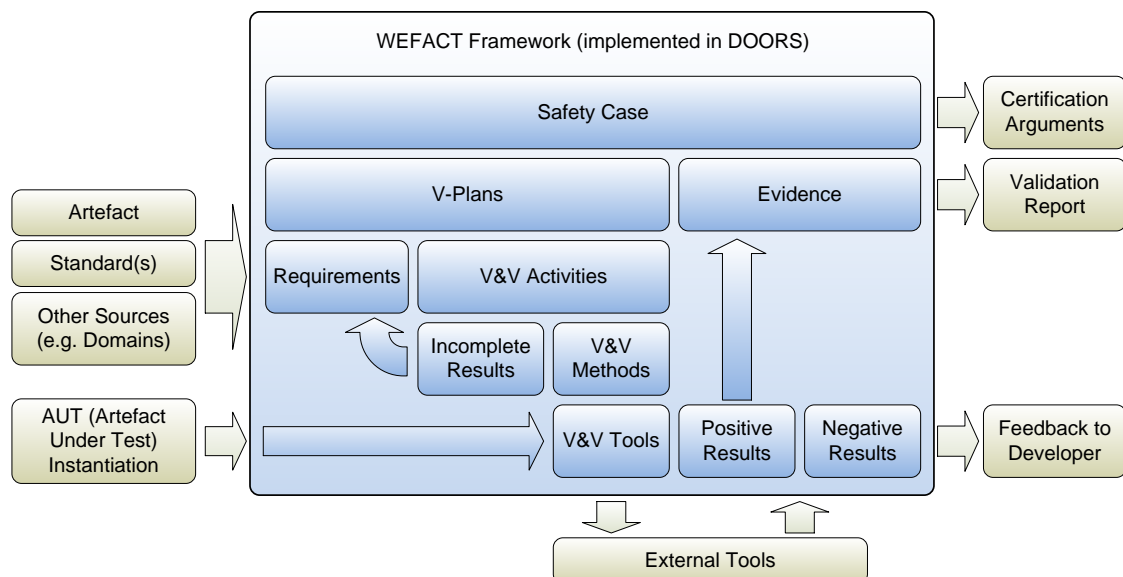 WEFACT Framework (implemented in DOORS)
Safety Case
Certification
Arguments
V-Plans
Evidence
Validation
Report
Artefact
Standard(s)
Other Sources
(e.g. Domains)
Requirements
V&V Activities
Incomplete
Results
V&V
Methods
AUT (Artefact
Under Test)
Instantiation
V&V Tools
Positive
Results
Negative
Results
Feedback to
Developer
External Tools